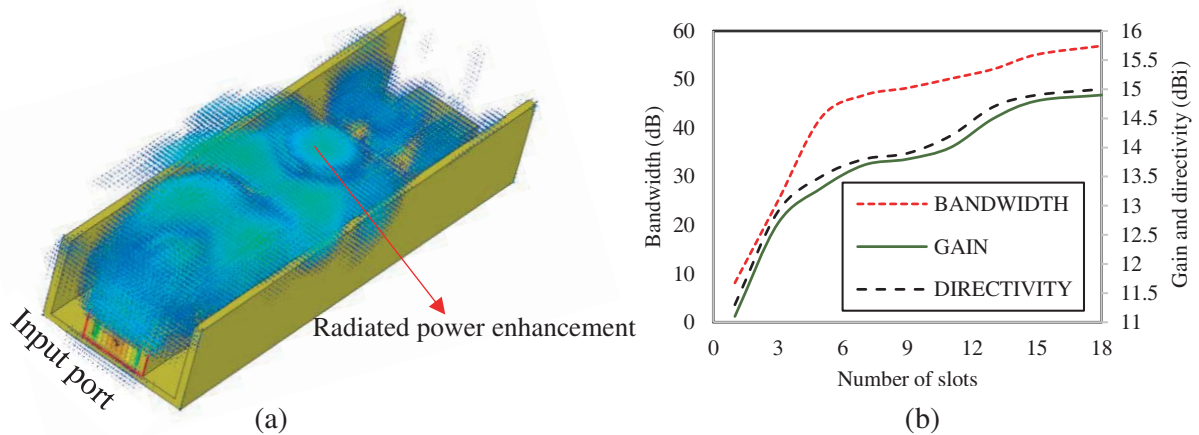 Input port
Radiated power enhancement
(a)
Bandwidth (dB)
60
50
40
30
20
10
0
16
15.5
15
14.5
14
13.5
13
12.5
12
11.5
11
Gain and directivity (dBi)
BANDWIDTH
GAIN
DIRECTIVITY
0 3 6 9 12 15 18
Number of slots
(b)